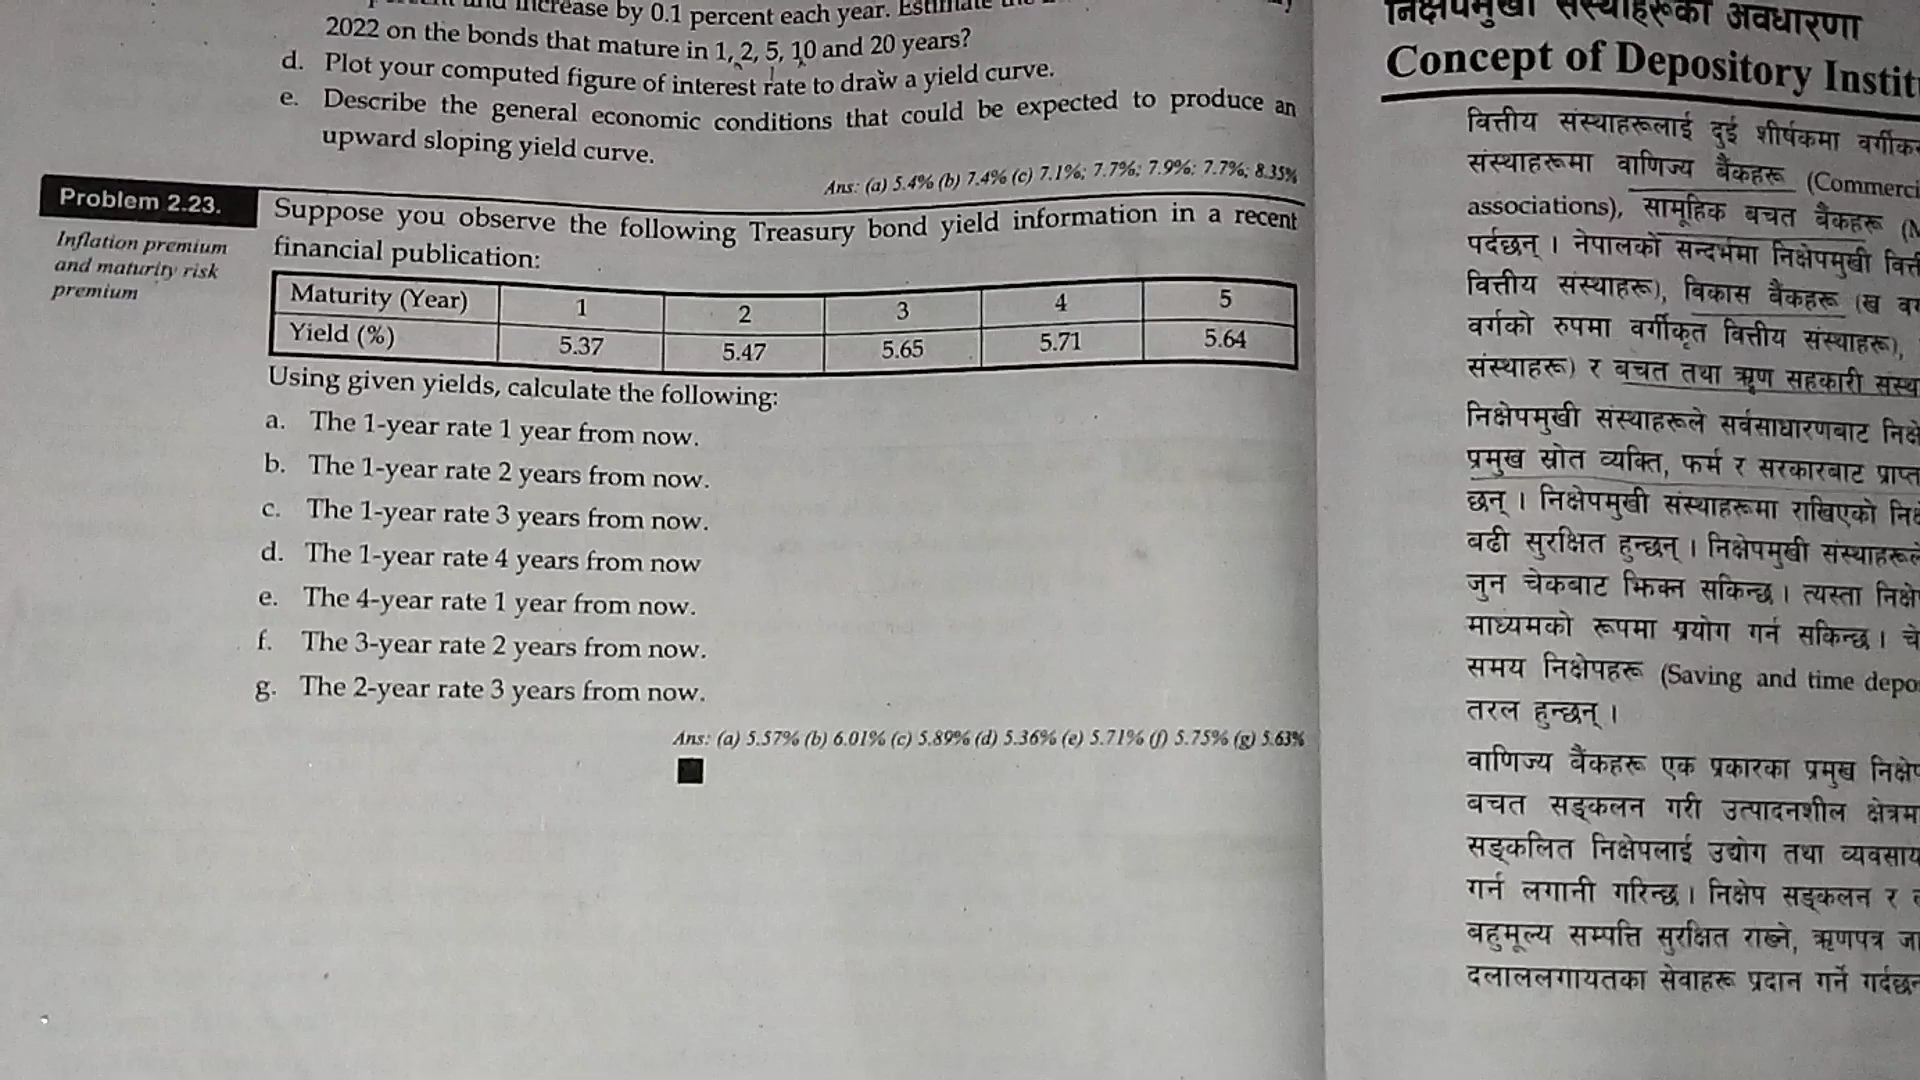 increase by 0.1 percent each year.
2022 on the bonds that mature in 1, 2, 5, 10 and 20 years?
d. Plot your computed figure of interest rate to draw a yield curve.
e. Describe the general economic conditions that could be expected to produce an
upward sloping yield curve.
Ans: (a) 5.4% (b) 7.4% (c) 7.1%; 7.7%; 7.9%; 7.7%; 8.35%
Problem 2.23.
Inflation premium
and maturity risk
premium
Suppose you observe the following Treasury bond yield information in a recent
financial publication:
Maturity (Year) 1 2 3 4 5
Yield (%) 5.37 5.47 5.65 5.71 5.64
Using given yields, calculate the following:
a. The 1-year rate 1 year from now.
b. The 1-year rate 2 years from now.
c. The 1-year rate 3 years from now.
d. The 1-year rate 4 years from now
e. The 4-year rate 1 year from now.
f. The 3-year rate 2 years from now.
g. The 2-year rate 3 years from now.
Ans: (a) 5.57% (b) 6.01% (c) 5.89% (d) 5.36% (e) 5.71% (f) 5.75% (g) 5.63%
निक्षेपमुखी संस्थाहरूको अवधारणा
Concept of Depository
वित्तीय संस्थाहरूलाई दुई शीर्षकमा
संस्थाहरूमा वाणिज्य बैंकहरू
associations), सामूहिक बचत बैंकहरू
पर्दछन् । नेपालको सन्दर्भमा निक्षेपमुखी
वित्तीय संस्थाहरू), विकास बैंकहरू (ख
वर्गको रुपमा वर्गीकृत वित्तीय संस्थाहरू),
संस्थाहरू) र बचत तथा ऋण सहकारी
निक्षेपमुखी संस्थाहरूले सर्वसाधारणबाट
प्रमुख स्रोत व्यक्ति, फर्म र सरकारबाट प्राप्त
छन् । निक्षेपमुखी संस्थाहरूमा राखिएको
बढी सुरक्षित हुन्छन् । निक्षेपमुखी
जुन चेकबाट झिक्न सकिन्छ । त्यस्ता
माध्यमको रूपमा प्रयोग गर्न सकिन्छ ।
समय निक्षेपहरू (Saving and time
तरल हुन्छन् ।
वाणिज्य बैंकहरू एक प्रकारका प्रमुख
बचत सङ्कलन गरी उत्पादनशील
सङ्कलित निक्षेपलाई उद्योग तथा
गर्न लगानी गरिन्छ । निक्षेप सङ्कलन र
बहुमूल्य सम्पत्ति सुरक्षित राख्ने, ऋणपत्र
दलाललगायतका सेवाहरू प्रदान गर्ने